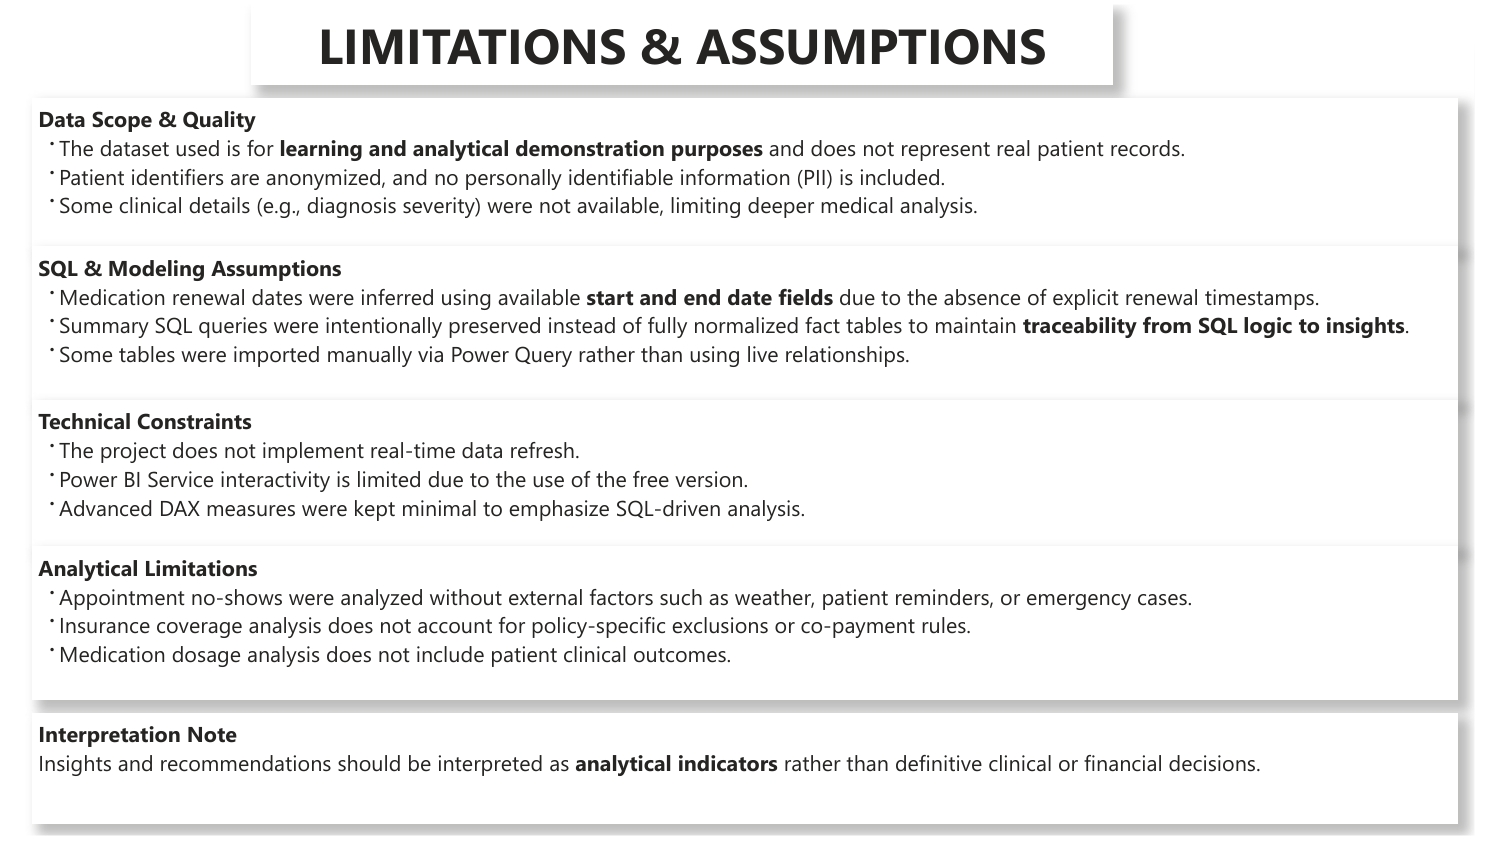 LIMITATIONS & ASSUMPTIONS
Data Scope & Quality
• The dataset used is for learning and analytical demonstration purposes and does not represent real patient records.
• Patient identifiers are anonymized, and no personally identifiable information (PII) is included.
• Some clinical details (e.g., diagnosis severity) were not available, limiting deeper medical analysis.
SQL & Modeling Assumptions
• Medication renewal dates were inferred using available start and end date fields due to the absence of explicit renewal timestamps.
• Summary SQL queries were intentionally preserved instead of fully normalized fact tables to maintain traceability from SQL logic to insights.
• Some tables were imported manually via Power Query rather than using live relationships.
Technical Constraints
• The project does not implement real-time data refresh.
• Power BI Service interactivity is limited due to the use of the free version.
• Advanced DAX measures were kept minimal to emphasize SQL-driven analysis.
Analytical Limitations
• Appointment no-shows were analyzed without external factors such as weather, patient reminders, or emergency cases.
• Insurance coverage analysis does not account for policy-specific exclusions or co-payment rules.
• Medication dosage analysis does not include patient clinical outcomes.
Interpretation Note
Insights and recommendations should be interpreted as analytical indicators rather than definitive clinical or financial decisions.